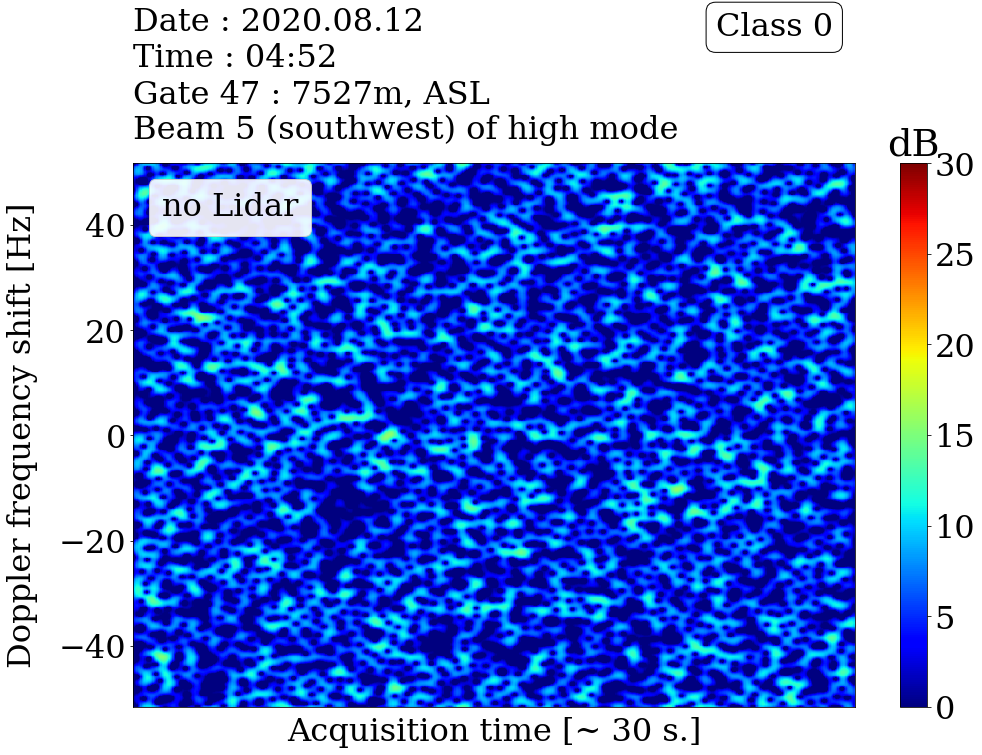 Date : 2020.08.12
Time : 04:52
Gate 47 : 7527m, ASL
Beam 5 (southwest) of high mode
Class 0
dB
no Lidar
Doppler frequency shift [Hz]
40
20
0
−20
−40
30
25
20
15
10
5
0
Acquisition time [~ 30 s.]